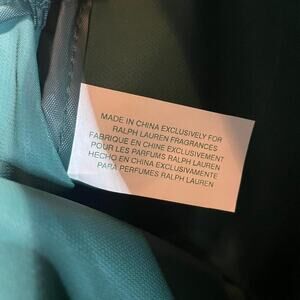 MADE IN CHINA EXCLUSIVELY FOR
RALPH LAUREN FRAGRANCES
FABRIQUE EN CHINE EXCLUSIVEMENT
POUR LES PARFUMS RALPH LAUREN
HECHO EN CHINA EXCLUSIVAMENTE
PARA PERFUMES RALPH LAUREN